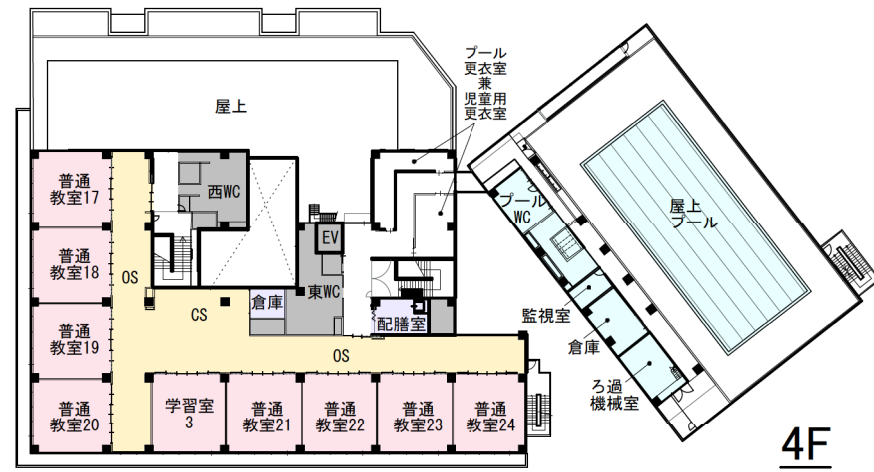 プール
更衣室
兼
児童用
更衣室
屋上
普通
教室17
西WC
プール
WC
屋上
プール
EV
普通
教室18
OS
東WC
倉庫
CS
配膳室
監視室
倉庫
普通
教室19
OS
ろ過
機械室
普通
教室20
学習室
3
普通
教室21
普通
教室22
普通
教室23
普通
教室24
4F